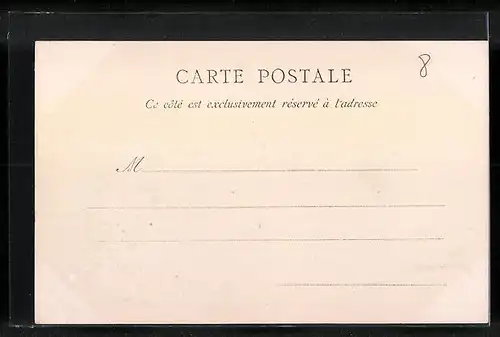 CARTE POSTALE
8
Ce côté est exclusivement réservé à l'adresse
M